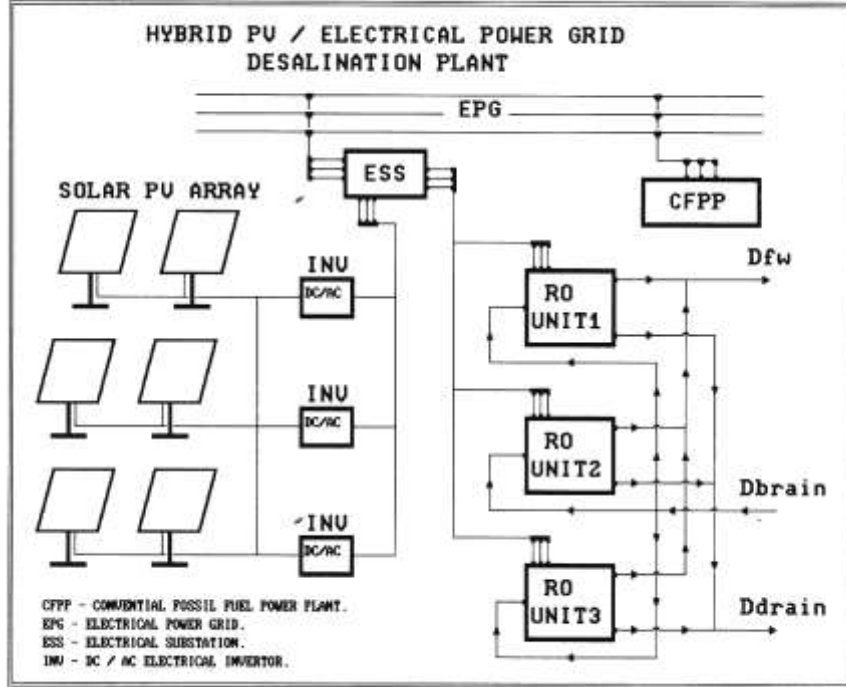 HYBRID PV / ELECTRICAL POWER GRID
DESALINATION PLANT
EPG
ESS
CFPP
SOLAR PV ARRAY
INV
DC/AC
INV
DC/AC
INV
DC/AC
RO
UNIT1
RO
UNIT2
RO
UNIT3
Dfw
Dbrain
Ddrain
CFPP - CONVENTIAL FOSSIL FUEL POWER PLANT.
EPG - ELECTRICAL POWER GRID.
ESS - ELECTRICAL SUBSTATION.
INV - DC / AC ELECTRICAL INVERTOR.